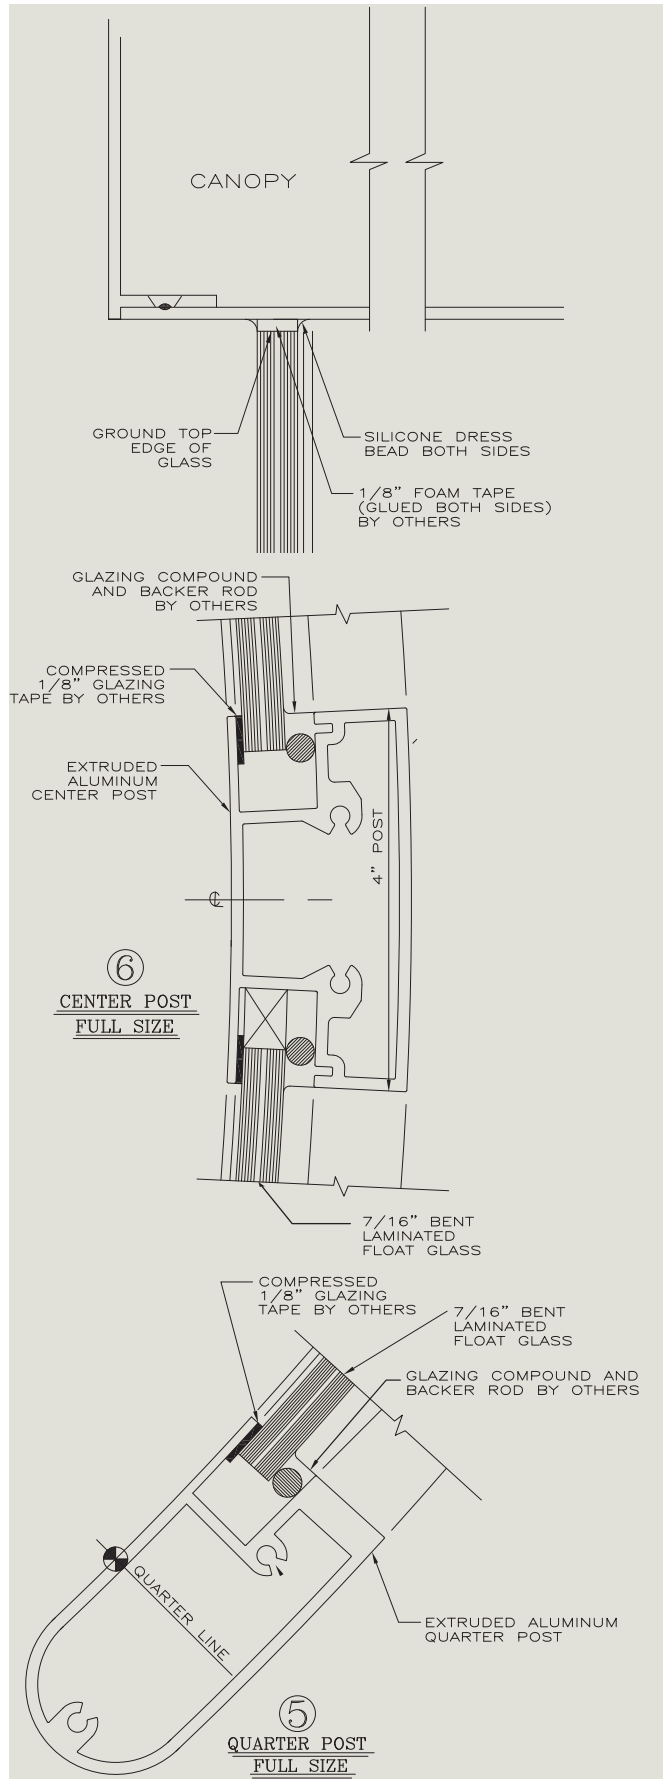 CANOPY
GROUND TOP
EDGE OF
GLASS
SILICONE DRESS
BEAD BOTH SIDES
1/8" FOAM TAPE
(GLUED BOTH SIDES)
BY OTHERS
GLAZING COMPOUND
AND BACKER ROD
BY OTHERS
COMPRESSED
1/8" GLAZING
TAPE BY OTHERS
EXTRUDED
ALUMINUM
CENTER POST
4" POST
℄
6
CENTER POST
FULL SIZE
7/16" BENT
LAMINATED
FLOAT GLASS
COMPRESSED
1/8" GLAZING
TAPE BY OTHERS
7/16" BENT
LAMINATED
FLOAT GLASS
GLAZING COMPOUND AND
BACKER ROD BY OTHERS
QUARTER LINE
EXTRUDED ALUMINUM
QUARTER POST
5
QUARTER POST
FULL SIZE